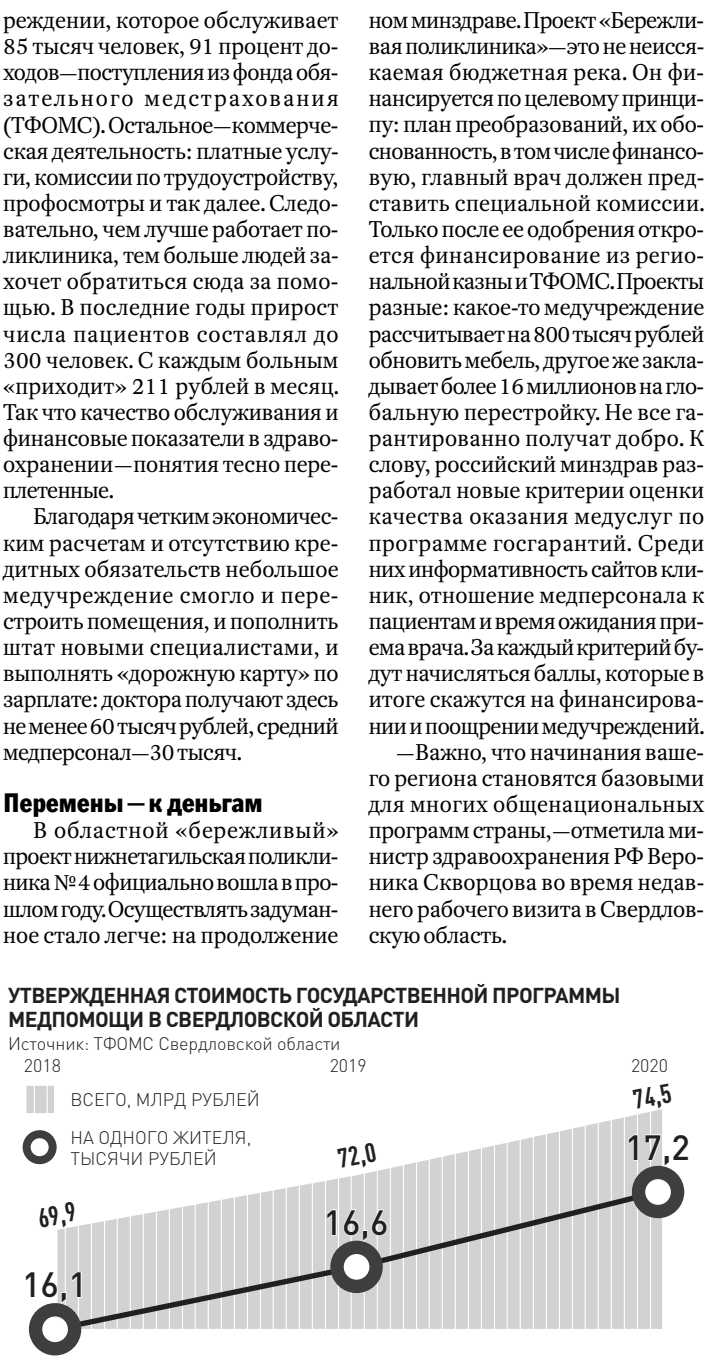 реждении, которое обслуживает
85 тысяч человек, 91 процент до-
ходов—поступления из фонда обя-
зательного медстрахования
(ТФОМС). Остальное—коммерче-
ская деятельность: платные услу-
ги, комиссии по трудоустройству,
профосмотры и так далее. Следо-
вательно, чем лучше работает по-
ликлиника, тем больше людей за-
хочет обратиться сюда за помо-
щью. В последние годы прирост
числа пациентов составлял до
300 человек. С каждым больным
«приходит» 211 рублей в месяц.
Так что качество обслуживания и
финансовые показатели в здраво-
охранении—понятия тесно пере-
плетенные.
Благодаря четким экономичес-
ким расчетам и отсутствию кре-
дитных обязательств небольшое
медучреждение смогло и пере-
строить помещения, и пополнить
штат новыми специалистами, и
выполнять «дорожную карту» по
зарплате: доктора получают здесь
не менее 60 тысяч рублей, средний
медперсонал—30 тысяч.
Перемены — к деньгам
В областной «бережливый»
проект нижнетагильская поликли-
ника №4 официально вошла в про-
шлом году. Осуществлять задуман-
ное стало легче: на продолжение
ном минздраве. Проект «Бережли-
вая поликлиника»—это не неисся-
каемая бюджетная река. Он фи-
нансируется по целевому принци-
пу: план преобразований, их обо-
снованность, в том числе финансо-
вую, главный врач должен пред-
ставить специальной комиссии.
Только после ее одобрения откро-
ется финансирование из регио-
нальной казны и ТФОМС. Проекты
разные: какое-то медучреждение
рассчитывает на 800 тысяч рублей
обновить мебель, другое же закла-
дывает более 16 миллионов на гло-
бальную перестройку. Не все га-
рантированно получат добро. К
слову, российский минздрав раз-
работал новые критерии оценки
качества оказания медуслуг по
программе госгарантий. Среди
них информативность сайтов кли-
ник, отношение медперсонала к
пациентам и время ожидания при-
ема врача. За каждый критерий бу-
дут начисляться баллы, которые в
итоге скажутся на финансирова-
нии и поощрении медучреждений.
—Важно, что начинания ваше-
го региона становятся базовыми
для многих общенациональных
программ страны,—отметила ми-
нистр здравоохранения РФ Веро-
ника Скворцова во время недав-
него рабочего визита в Свердлов-
скую область.
УТВЕРЖДЕННАЯ СТОИМОСТЬ ГОСУДАРСТВЕННОЙ ПРОГРАММЫ
МЕДПОМОЩИ В СВЕРДЛОВСКОЙ ОБЛАСТИ
Источник: ТФОМС Свердловской области
2018 2019 2020
ВСЕГО, МЛРД РУБЛЕЙ
НА ОДНОГО ЖИТЕЛЯ,
ТЫСЯЧИ РУБЛЕЙ
69,9 72,0 74,5
16,1 16,6 17,2